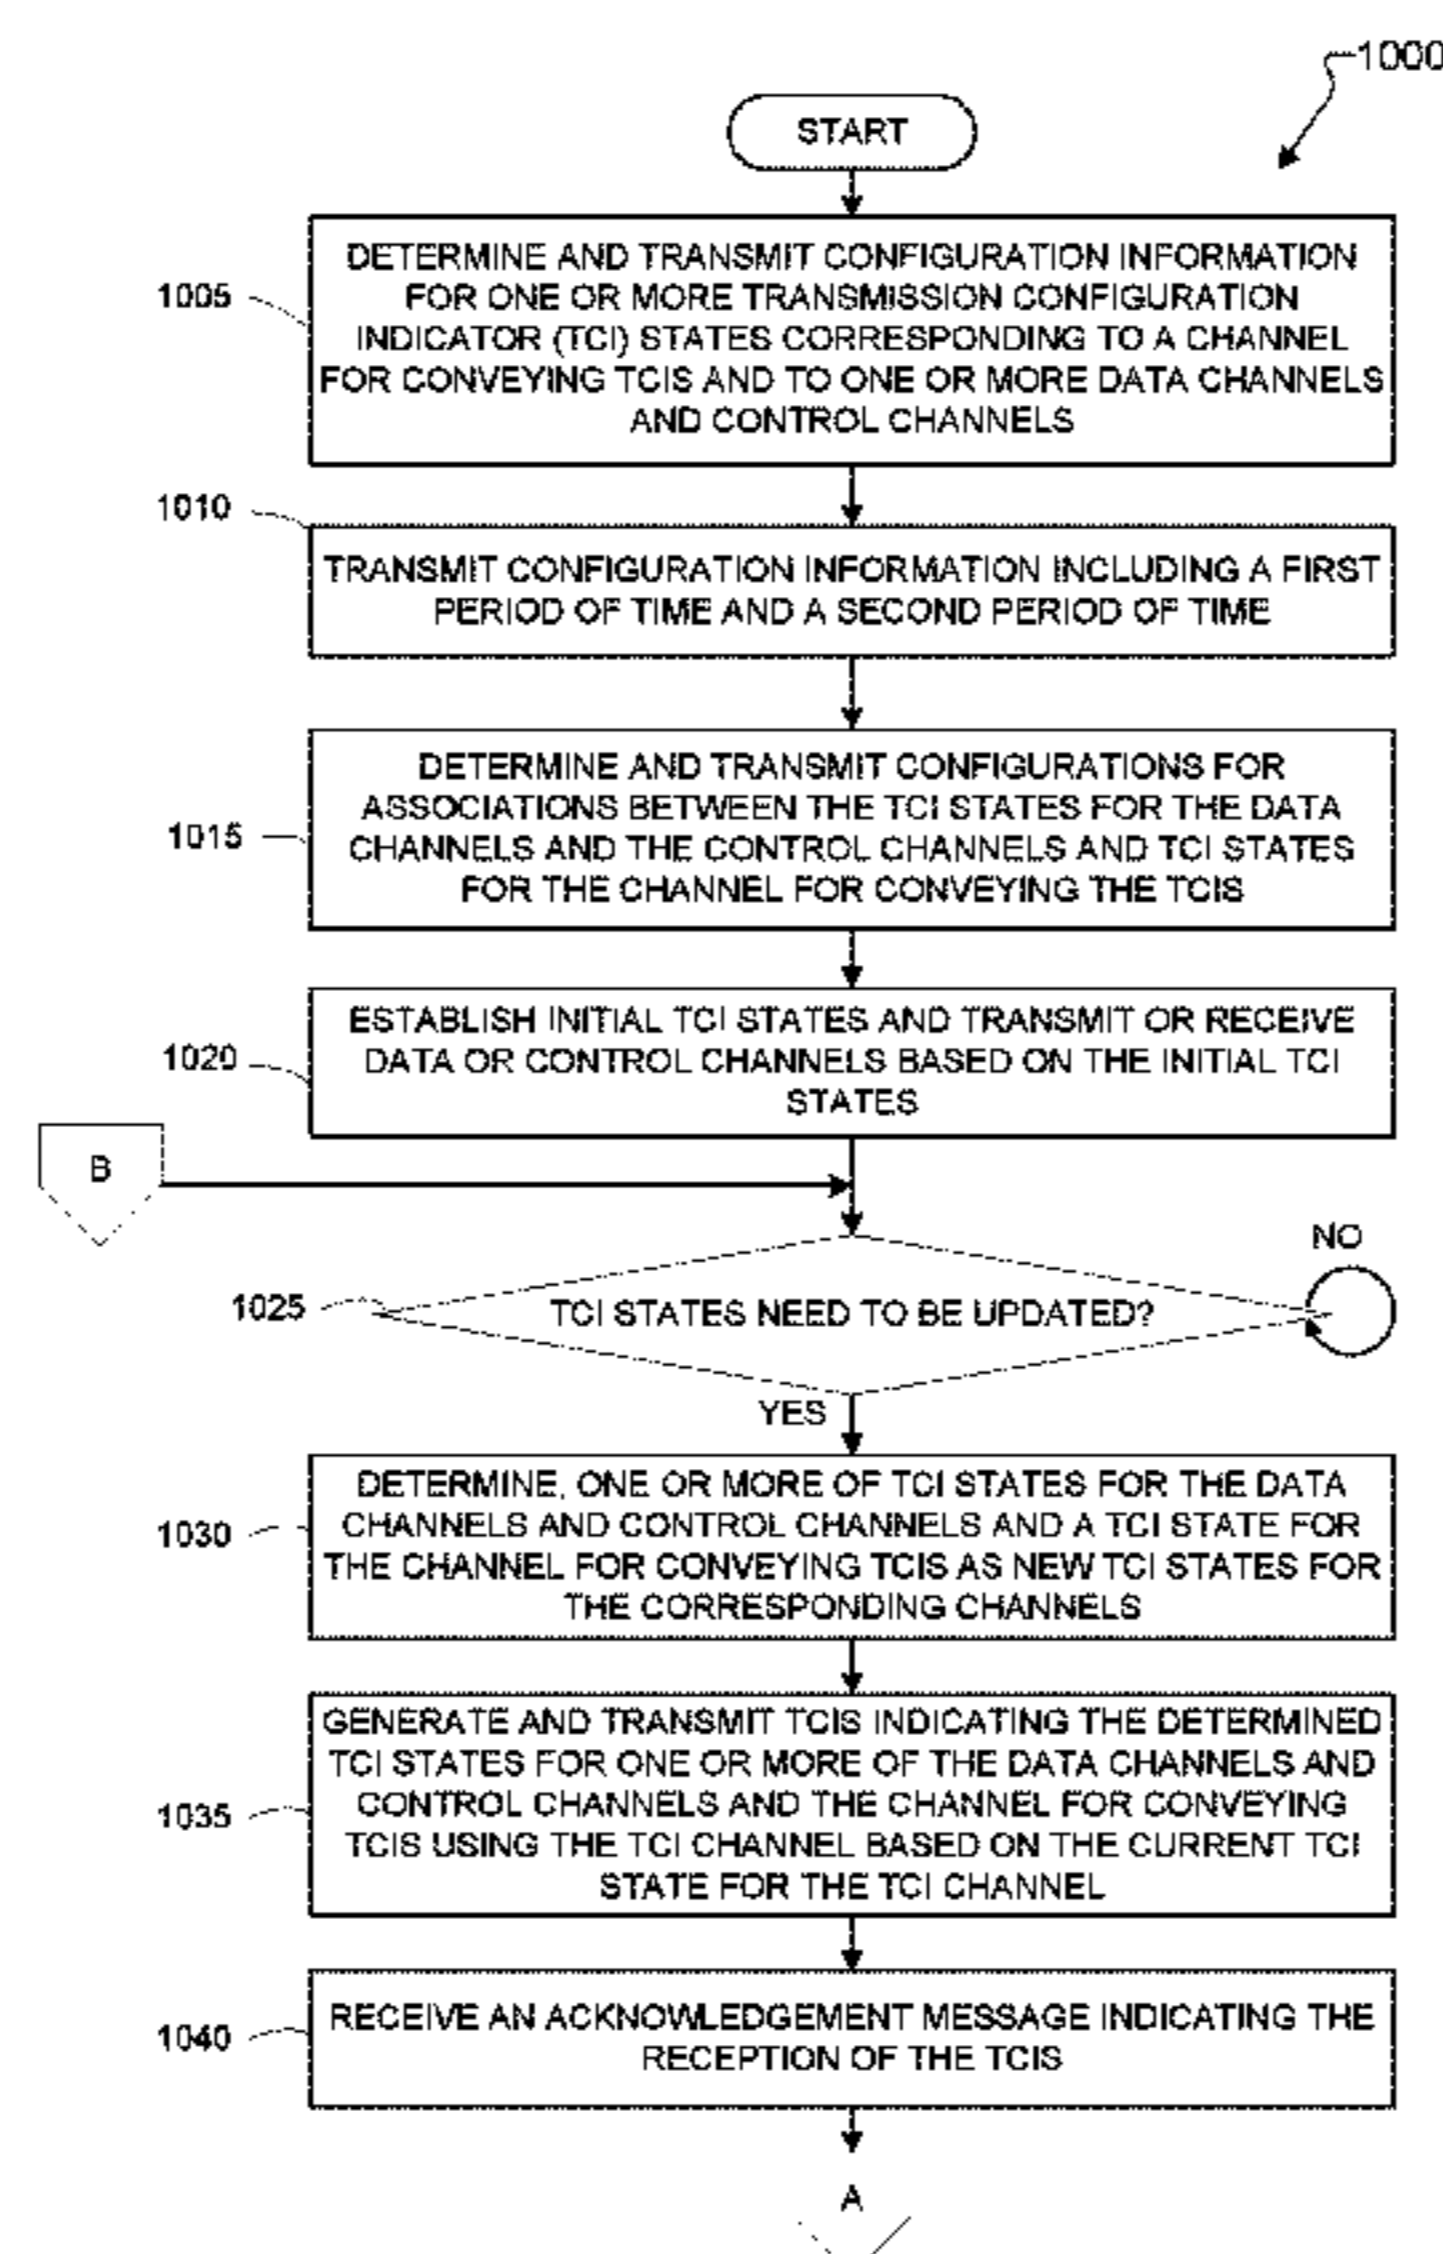 1000
START
1005
DETERMINE AND TRANSMIT CONFIGURATION INFORMATION
FOR ONE OR MORE TRANSMISSION CONFIGURATION
INDICATOR (TCI) STATES CORRESPONDING TO A CHANNEL
FOR CONVEYING TCIS AND TO ONE OR MORE DATA CHANNELS
AND CONTROL CHANNELS
1010
TRANSMIT CONFIGURATION INFORMATION INCLUDING A FIRST
PERIOD OF TIME AND A SECOND PERIOD OF TIME
1015
DETERMINE AND TRANSMIT CONFIGURATIONS FOR
ASSOCIATIONS BETWEEN THE TCI STATES FOR THE DATA
CHANNELS AND THE CONTROL CHANNELS AND TCI STATES
FOR THE CHANNEL FOR CONVEYING THE TCIS
1020
ESTABLISH INITIAL TCI STATES AND TRANSMIT OR RECEIVE
DATA OR CONTROL CHANNELS BASED ON THE INITIAL TCI
STATES
B
NO
1025
TCI STATES NEED TO BE UPDATED?
YES
1030
DETERMINE, ONE OR MORE OF TCI STATES FOR THE DATA
CHANNELS AND CONTROL CHANNELS AND A TCI STATE FOR
THE CHANNEL FOR CONVEYING TCIS AS NEW TCI STATES FOR
THE CORRESPONDING CHANNELS
1035
GENERATE AND TRANSMIT TCIS INDICATING THE DETERMINED
TCI STATES FOR ONE OR MORE OF THE DATA CHANNELS AND
CONTROL CHANNELS AND THE CHANNEL FOR CONVEYING
TCIS USING THE TCI CHANNEL BASED ON THE CURRENT TCI
STATE FOR THE TCI CHANNEL
1040
RECEIVE AN ACKNOWLEDGEMENT MESSAGE INDICATING THE
RECEPTION OF THE TCIS
A